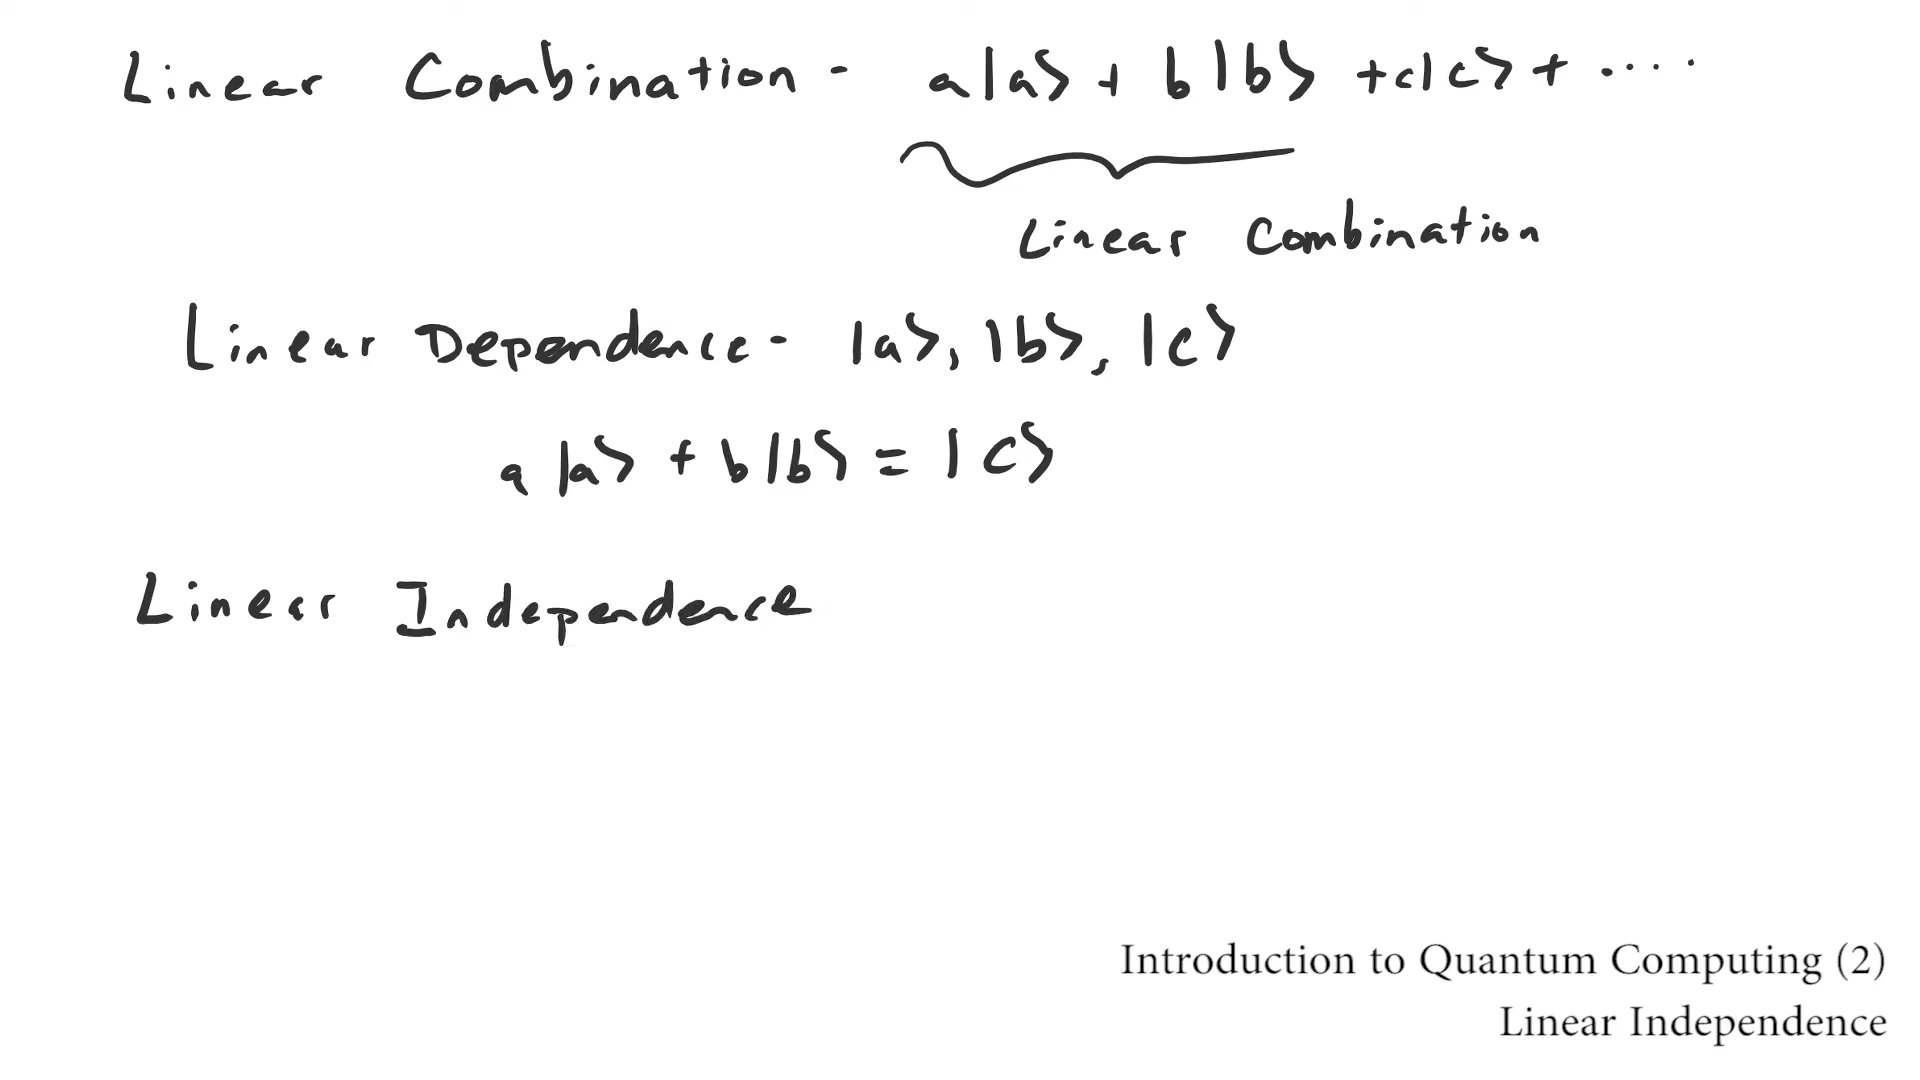 Linear Combination - a|a⟩ + b|b⟩ + c|c⟩ + ....
Linear Combination
Linear Dependence - |a⟩, |b⟩, |c⟩
a|a⟩ + b|b⟩ = |c⟩
Linear Independence
Introduction to Quantum Computing (2)
Linear Independence